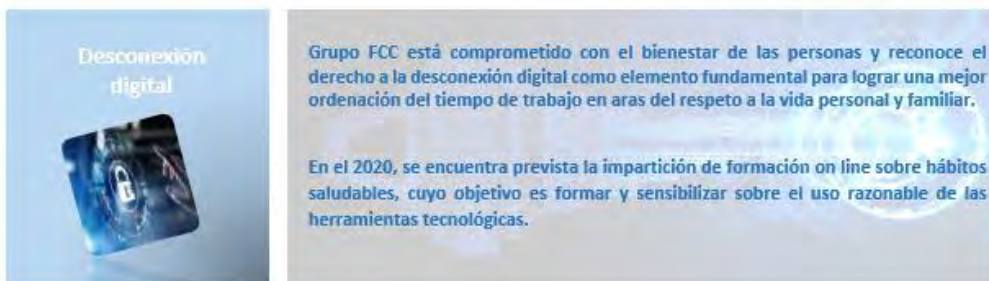 Desconexión
digital
Grupo FCC está comprometido con el bienestar de las personas y reconoce el
derecho a la desconexión digital como elemento fundamental para lograr una mejor
ordenación del tiempo de trabajo en aras del respeto a la vida personal y familiar.
En el 2020, se encuentra prevista la impartición de formación on line sobre hábitos
saludables, cuyo objetivo es formar y sensibilizar sobre el uso razonable de las
herramientas tecnológicas.